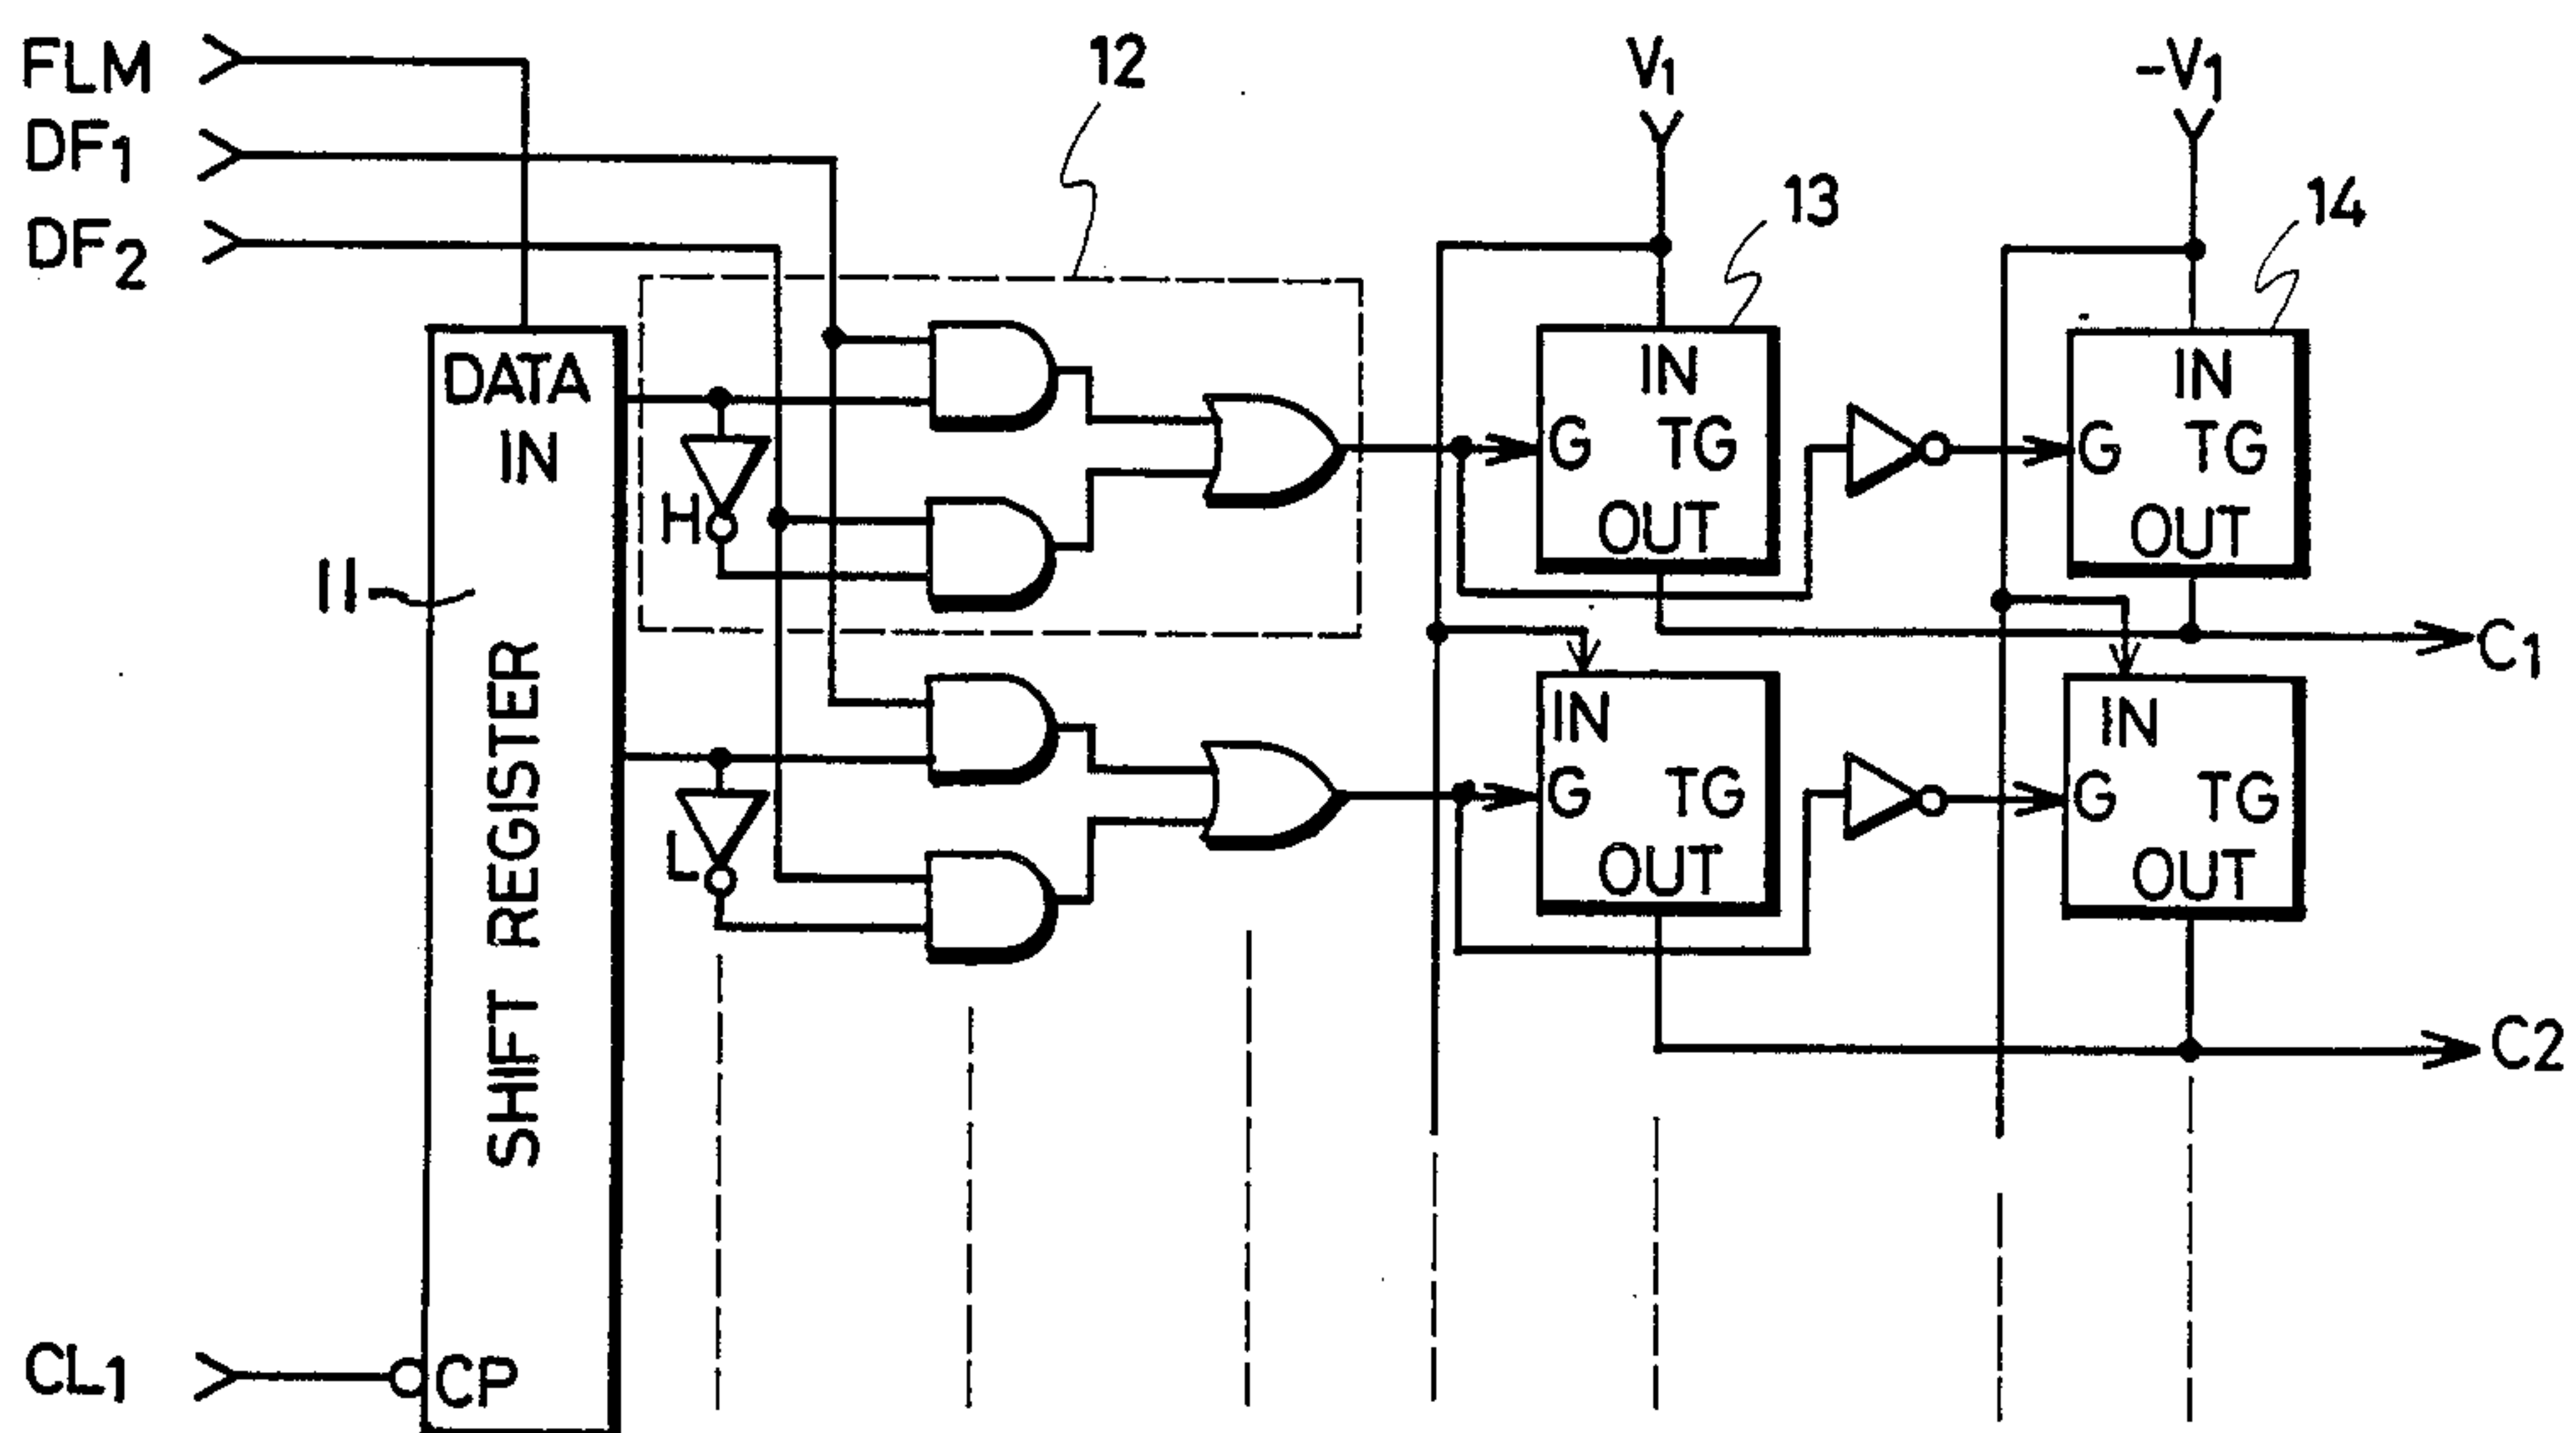 FLM
DF1
DF2
12
V1
-V1
13
14
DATA
IN
H
11
SHIFT REGISTER
L
CL1
CP
IN
G TG
OUT
IN
G TG
OUT
C1
IN
G TG
OUT
IN
G TG
OUT
C2